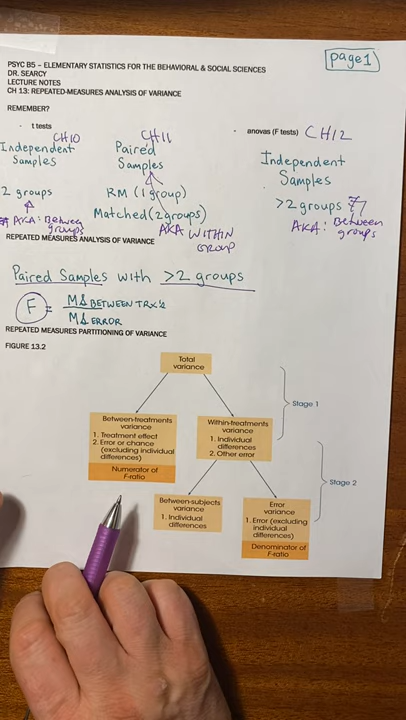 page 1
PSYC B5 – ELEMENTARY STATISTICS FOR THE BEHAVIORAL & SOCIAL SCIENCES
DR. SEARCY
LECTURE NOTES
CH 13: REPEATED-MEASURES ANALYSIS OF VARIANCE
REMEMBER?
· t tests
CH10
Independent
Samples
2 groups
AKA: Between
groups
CH11
Paired
Samples
RM (1 group)
Matched (2 groups)
AKA WITHIN
GROUP
· anovas (F tests) CH12
Independent
Samples
>2 groups
AKA: Between
groups
REPEATED MEASURES ANALYSIS OF VARIANCE
Paired Samples with >2 groups
F = MS BETWEEN TRX's
MS ERROR
REPEATED MEASURES PARTITIONING OF VARIANCE
FIGURE 13.2
Total
variance
Stage 1
Between-treatments
variance
1. Treatment effect
2. Error or chance
(excluding individual
differences)
Numerator of
F-ratio
Within-treatments
variance
1. Individual
differences
2. Other error
Stage 2
Between-subjects
variance
1. Individual
differences
Error
variance
1. Error (excluding
individual
differences)
Denominator of
F-ratio